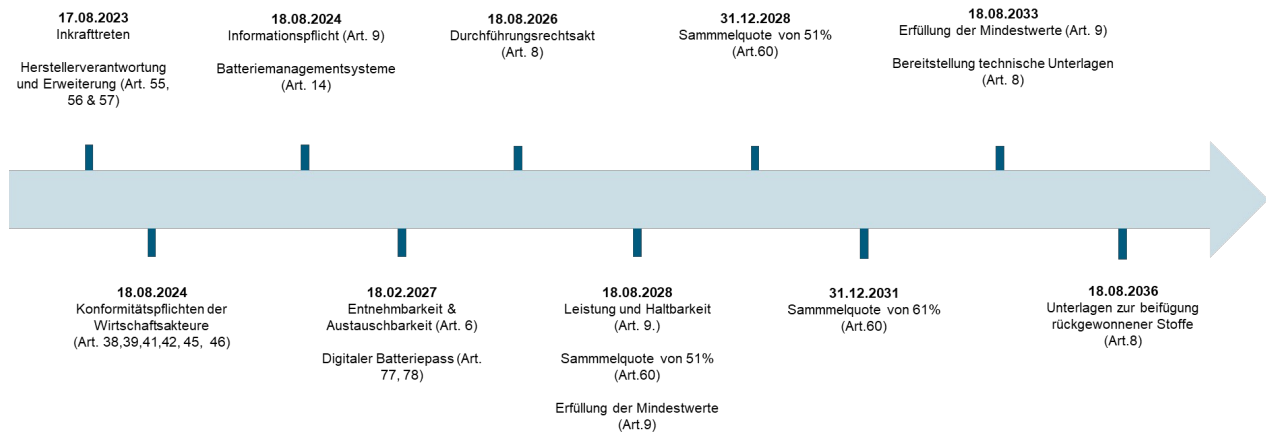 17.08.2023
Inkrafttreten
Herstellerverantwortung
und Erweiterung (Art. 55,
56 & 57)
18.08.2024
Informationspflicht (Art. 9)
Batteriemanagementsysteme
(Art. 14)
18.08.2026
Durchführungsrechtsakt
(Art. 8)
31.12.2028
Sammmelquote von 51%
(Art.60)
18.08.2033
Erfüllung der Mindestwerte (Art. 9)
Bereitstellung technische Unterlagen
(Art. 8)
18.08.2024
Konformitätspflichten der
Wirtschaftsakteure
(Art. 38,39,41,42, 45, 46)
18.02.2027
Entnehmbarkeit &
Austauschbarkeit (Art. 6)
Digitaler Batteriepass (Art.
77, 78)
18.08.2028
Leistung und Haltbarkeit
(Art. 9.)
Sammmelquote von 51%
(Art.60)
Erfüllung der Mindestwerte
(Art.9)
31.12.2031
Sammmelquote von 61%
(Art.60)
18.08.2036
Unterlagen zur beifügung
rückgewonnener Stoffe
(Art.8)